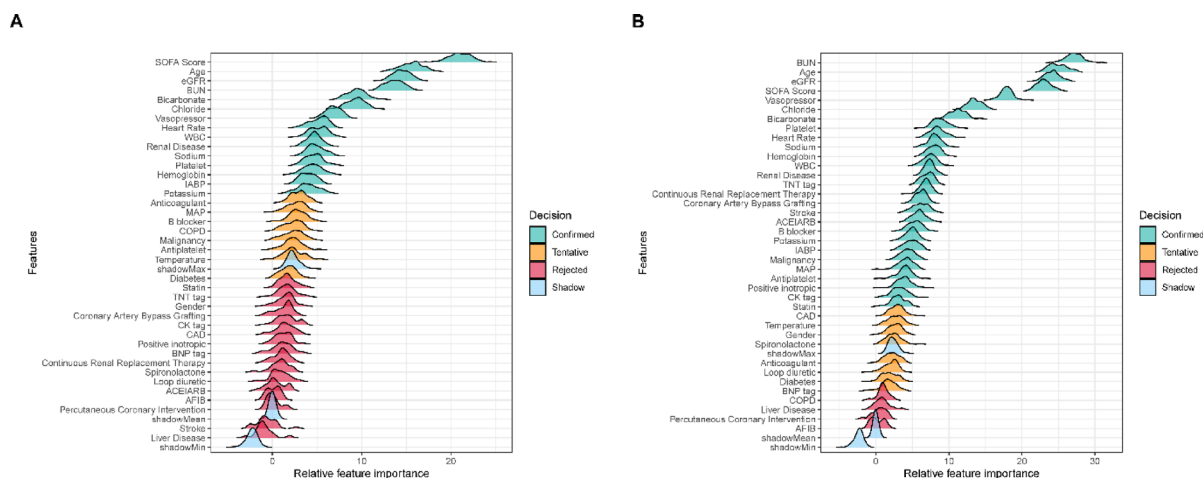 A
SOFA Score
Age
eGFR
BUN
Bicarbonate
Chloride
Vasopressor
Heart Rate
WBC
Renal Disease
Sodium
Platelet
Hemoglobin
IABP
Potassium
Anticoagulant
MAP
B blocker
COPD
Malignancy
Antiplatelet
Temperature
shadowMax
Diabetes
Statin
TNT tag
Gender
Coronary Artery Bypass Grafting
CK tag
CAD
Positive inotropic
BNP tag
Continuous Renal Replacement Therapy
Spironolactone
Loop diuretic
ACEIARB
AFIB
Percutaneous Coronary Intervention
shadowMean
Stroke
Liver Disease
shadowMin
Features
0 10 20
Relative feature importance
Decision
Confirmed
Tentative
Rejected
Shadow
B
BUN
Age
eGFR
SOFA Score
Vasopressor
Chloride
Bicarbonate
Platelet
Heart Rate
Sodium
Hemoglobin
WBC
Renal Disease
TNT tag
Continuous Renal Replacement Therapy
Coronary Artery Bypass Grafting
Stroke
ACEIARB
B blocker
Potassium
IABP
Malignancy
MAP
Antiplatelet
Positive inotropic
CK tag
Statin
CAD
Temperature
Gender
Spironolactone
shadowMax
Anticoagulant
Loop diuretic
Diabetes
BNP tag
COPD
Liver Disease
Percutaneous Coronary Intervention
AFIB
shadowMean
shadowMin
Features
0 10 20 30
Relative feature importance
Decision
Confirmed
Tentative
Rejected
Shadow